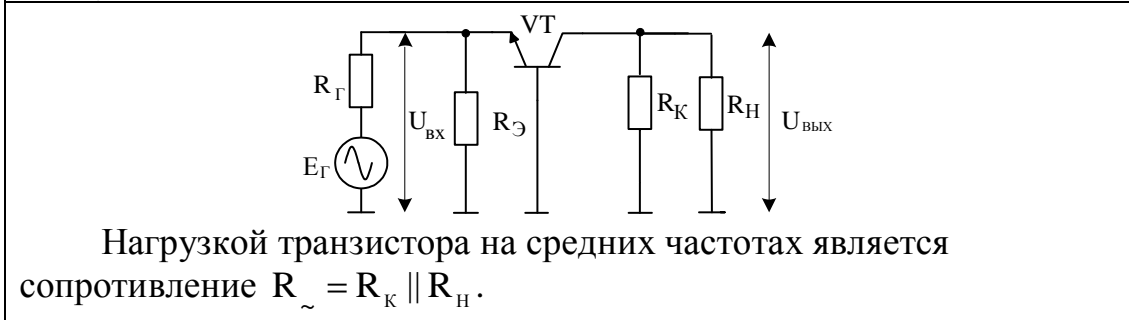 VT
R_Г
U_вх
R_Э
R_К
R_Н
U_вых
E_Г
Нагрузкой транзистора на средних частотах является
сопротивление R_~ = R_К || R_Н.